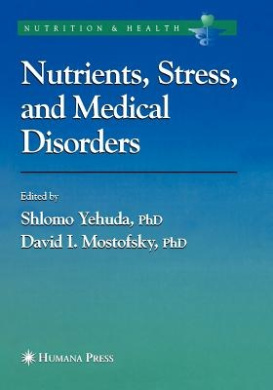 NUTRITION & HEALTH
Nutrients, Stress,
and Medical
Disorders
Edited by
Shlomo Yehuda, PhD
David I. Mostofsky, PhD
HUMANA PRESS